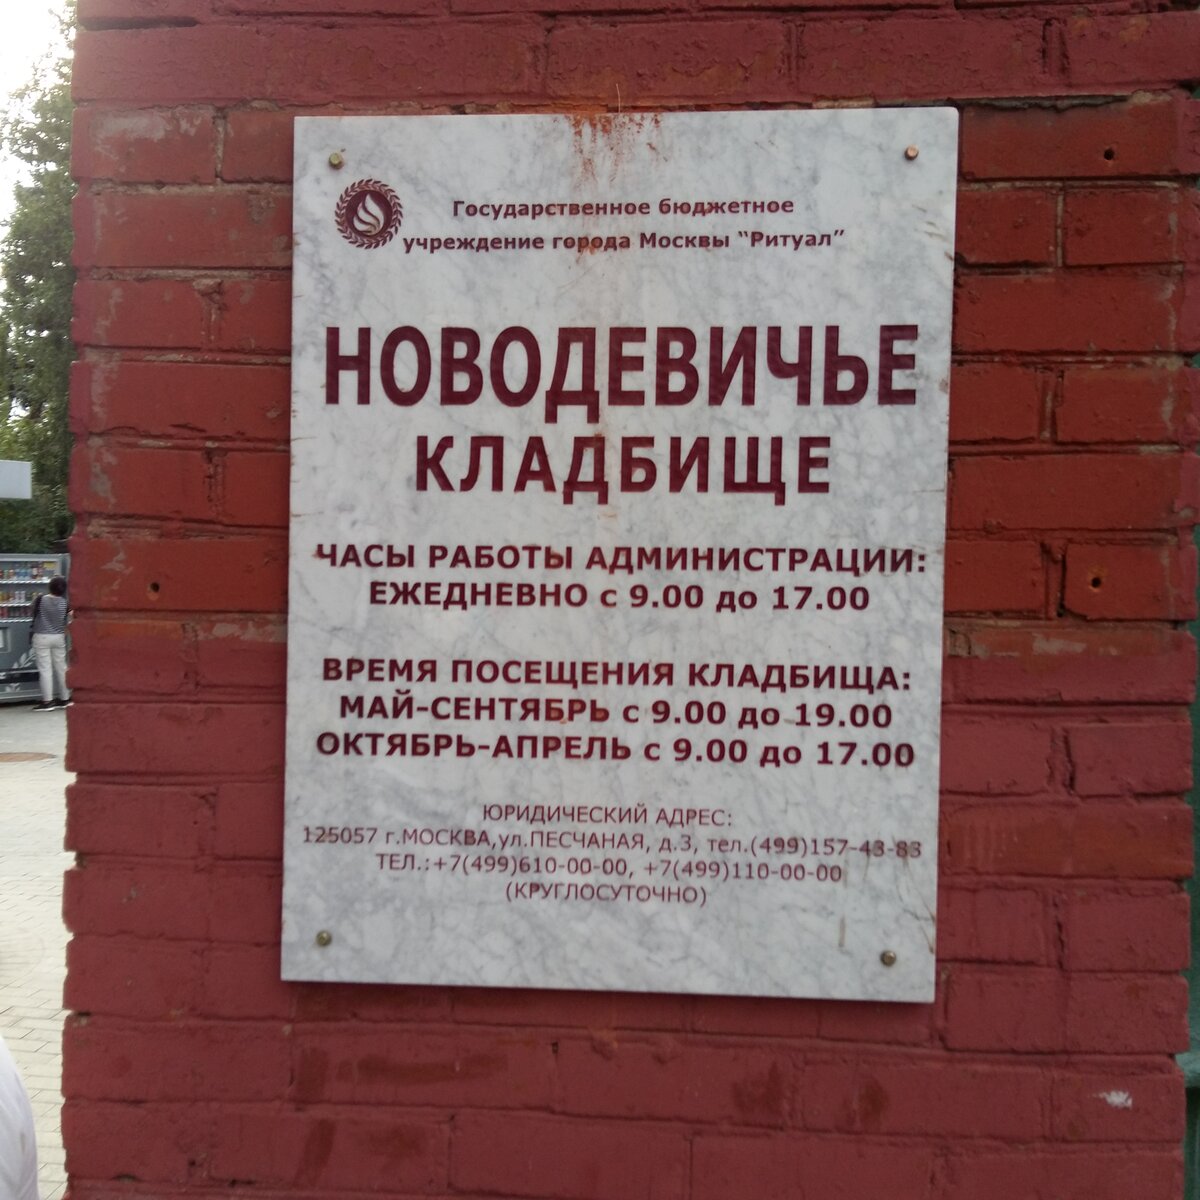 Государственное бюджетное
учреждение города Москвы “Ритуал”
НОВОДЕВИЧЬЕ
КЛАДБИЩЕ
ЧАСЫ РАБОТЫ АДМИНИСТРАЦИИ:
ЕЖЕДНЕВНО с 9.00 до 17.00
ВРЕМЯ ПОСЕЩЕНИЯ КЛАДБИЩА:
МАЙ-СЕНТЯБРЬ с 9.00 до 19.00
ОКТЯБРЬ-АПРЕЛЬ с 9.00 до 17.00
ЮРИДИЧЕСКИЙ АДРЕС:
125057 г.МОСКВА,ул.ПЕСЧАНАЯ, д.3, тел.(499)157-43-83
ТЕЛ.:+7(499)610-00-00, +7(499)110-00-00
(КРУГЛОСУТОЧНО)